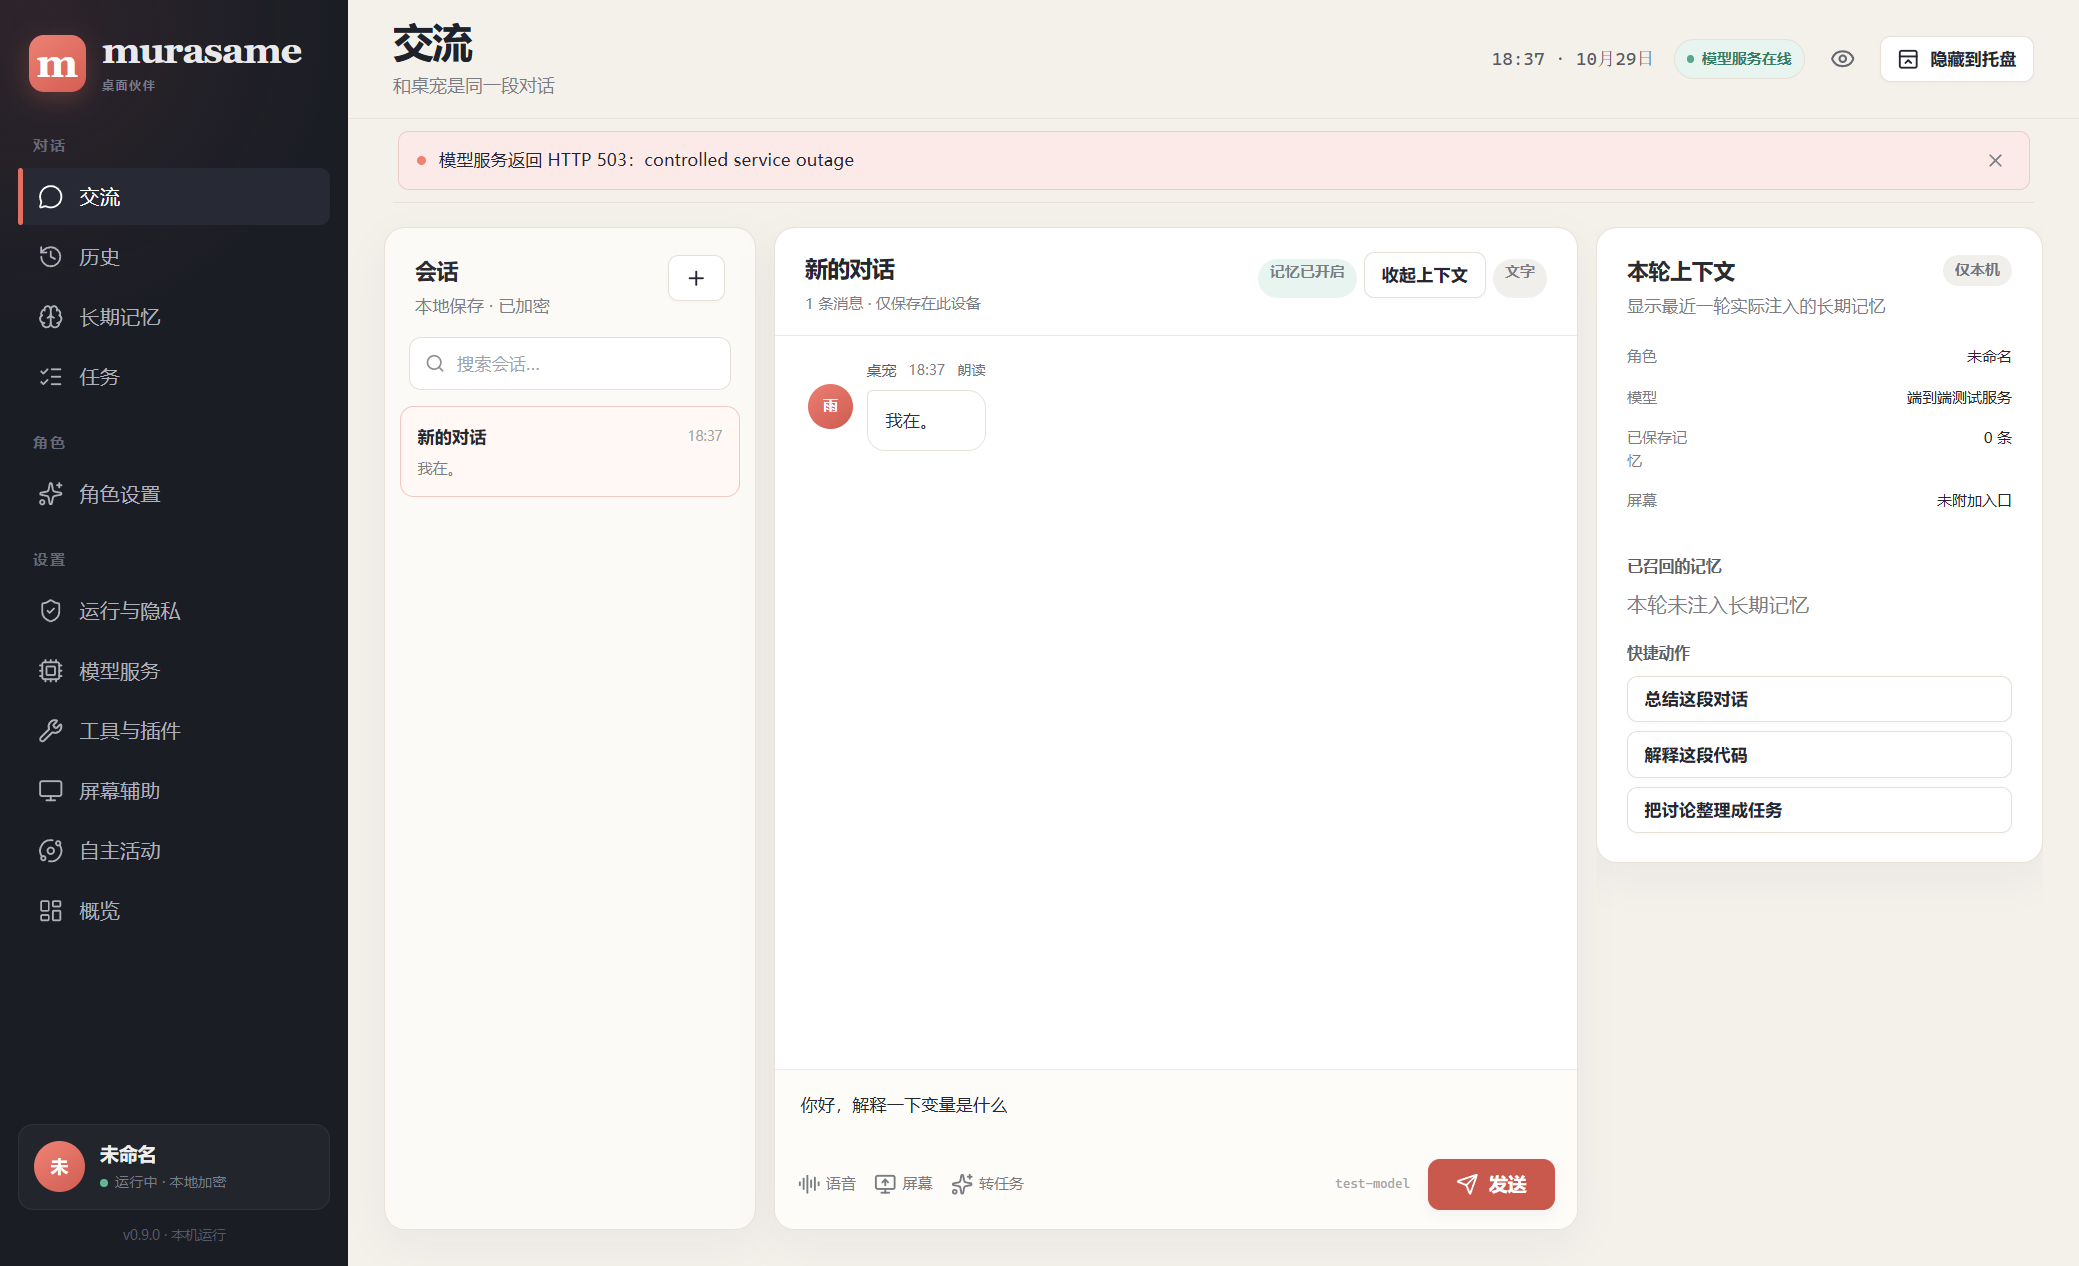 m murasame
桌面伙伴
对话
交流
历史
长期记忆
任务
角色
角色设置
设置
运行与隐私
模型服务
工具与插件
屏幕辅助
自主活动
概览
未
未命名
运行中 · 本地加密
v0.9.0 · 本机运行
交流
和桌宠是同一段对话
18:37 · 10月29日
模型服务在线
隐藏到托盘
模型服务返回 HTTP 503：controlled service outage
会话
本地保存 · 已加密
搜索会话...
新的对话 18:37
我在。
新的对话
1 条消息 · 仅保存在此设备
记忆已开启
收起上下文
文字
桌宠 18:37 朗读
雨
我在。
你好，解释一下变量是什么
语音 屏幕 转任务
test-model
发送
本轮上下文
仅本机
显示最近一轮实际注入的长期记忆
角色 未命名
模型 端到端测试服务
已保存记忆 0 条
屏幕 未附加入口
已召回的记忆
本轮未注入长期记忆
快捷动作
总结这段对话
解释这段代码
把讨论整理成任务